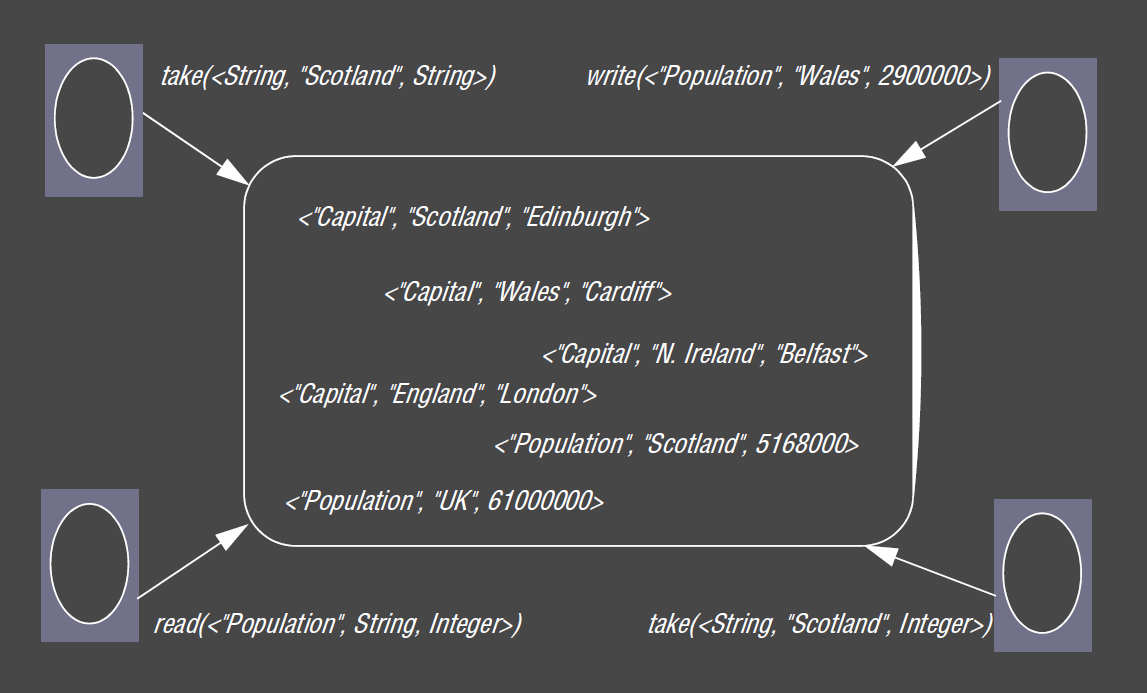 take(<String, "Scotland", String>)
write(<"Population", "Wales", 2900000>)
<"Capital", "Scotland", "Edinburgh">
<"Capital", "Wales", "Cardiff">
<"Capital", "N. Ireland", "Belfast">
<"Capital", "England", "London">
<"Population", "Scotland", 5168000>
<"Population", "UK", 61000000>
read(<"Population", String, Integer>)
take(<String, "Scotland", Integer>)